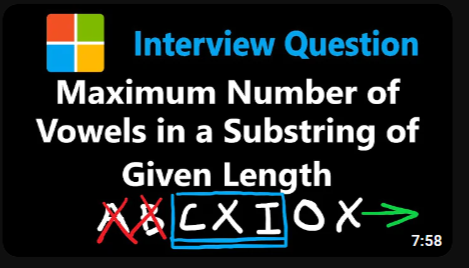 Interview Question
Maximum Number of
Vowels in a Substring of
Given Length
A B C X I O X
7:58